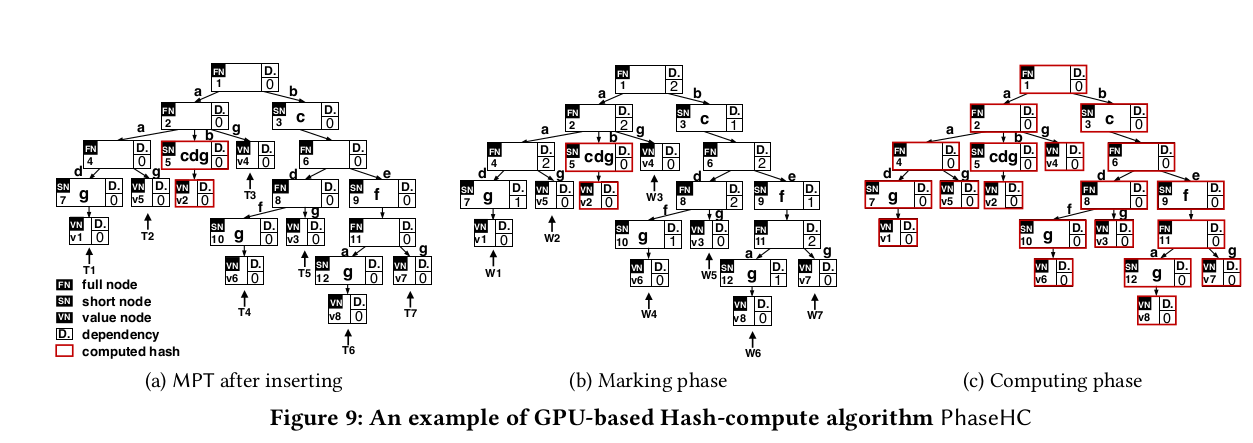 FN D. 1 0
a b
FN D. 2 0 SN c D. 3 0
a b g
FN D. 4 0 SN cdg D. 5 0 VN D. v4 0 FN D. 6 0
d g T3 d e
SN g D. 7 0 VN D. v5 0 VN D. v2 0 FN D. 8 0 SN f D. 9 0
T2 f g
VN D. v1 0 SN g D. 10 0 VN D. v3 0 FN D. 11 0
T1 T5 a g
VN D. v6 0 SN g D. 12 0 VN D. v7 0
T4 T7
VN D. v8 0
T6
FN full node
SN short node
VN value node
D. dependency
computed hash
(a) MPT after inserting
FN D. 1 2
a b
FN D. 2 2 SN c D. 3 1
a b g
FN D. 4 2 SN cdg D. 5 0 VN D. v4 0 FN D. 6 2
d g W3 d e
SN g D. 7 1 VN D. v5 0 VN D. v2 0 FN D. 8 2 SN f D. 9 1
W2 f g
VN D. v1 0 SN g D. 10 1 VN D. v3 0 FN D. 11 2
W1 W5 a g
VN D. v6 0 SN g D. 12 1 VN D. v7 0
W4 W7
VN D. v8 0
W6
(b) Marking phase
FN D. 1 0
a b
FN D. 2 0 SN c D. 3 0
a b g
FN D. 4 0 SN cdg D. 5 0 VN D. v4 0 FN D. 6 0
d g d e
SN g D. 7 0 VN D. v5 0 VN D. v2 0 FN D. 8 0 SN f D. 9 0
f g
VN D. v1 0 SN g D. 10 0 VN D. v3 0 FN D. 11 0
a g
VN D. v6 0 SN g D. 12 0 VN D. v7 0
VN D. v8 0
(c) Computing phase
Figure 9: An example of GPU-based Hash-compute algorithm PhaseHC